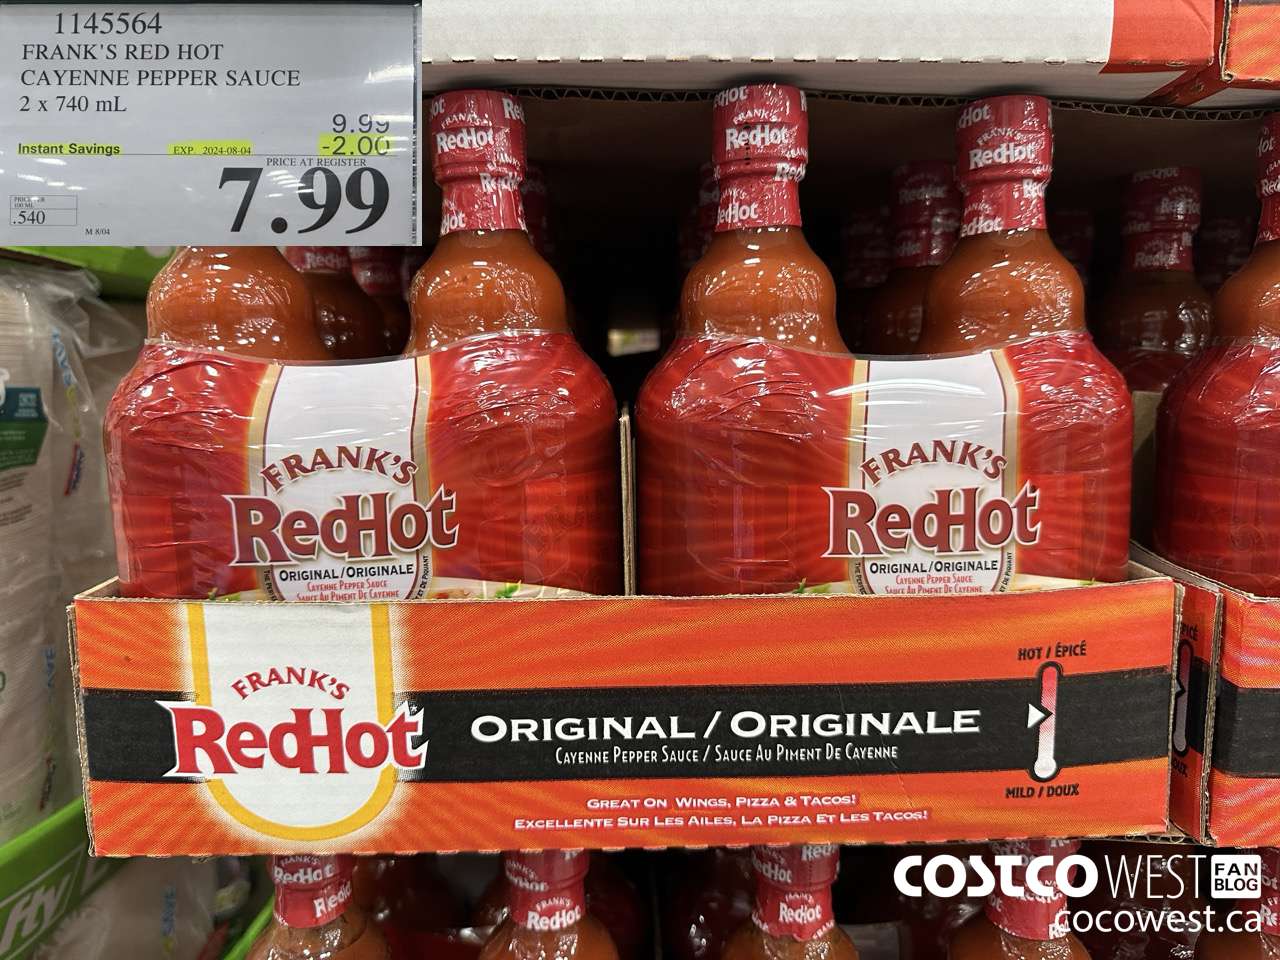 1145564
FRANK'S RED HOT
CAYENNE PEPPER SAUCE
2 x 740 mL
9.99
Instant Savings EXP. 2024-08-04 -2.00
PRICE AT REGISTER
7.99
100 ML
.540
M 8/04
FRANK'S
RedHot
ORIGINAL/ORIGINALE
CAYENNE PEPPER SAUCE
SAUCE AU PIMENT DE CAYENNE
FRANK'S
RedHot
ORIGINAL/ORIGINALE
CAYENNE PEPPER SAUCE
SAUCE AU PIMENT DE CAYENNE
HOT / ÉPICÉ
FRANK'S
RedHot
ORIGINAL / ORIGINALE
CAYENNE PEPPER SAUCE / SAUCE AU PIMENT DE CAYENNE
MILD / DOUX
GREAT ON WINGS, PIZZA & TACOS!
EXCELLENTE SUR LES AILES, LA PIZZA ET LES TACOS!
COSTCO WEST FAN BLOG
cocowest.ca